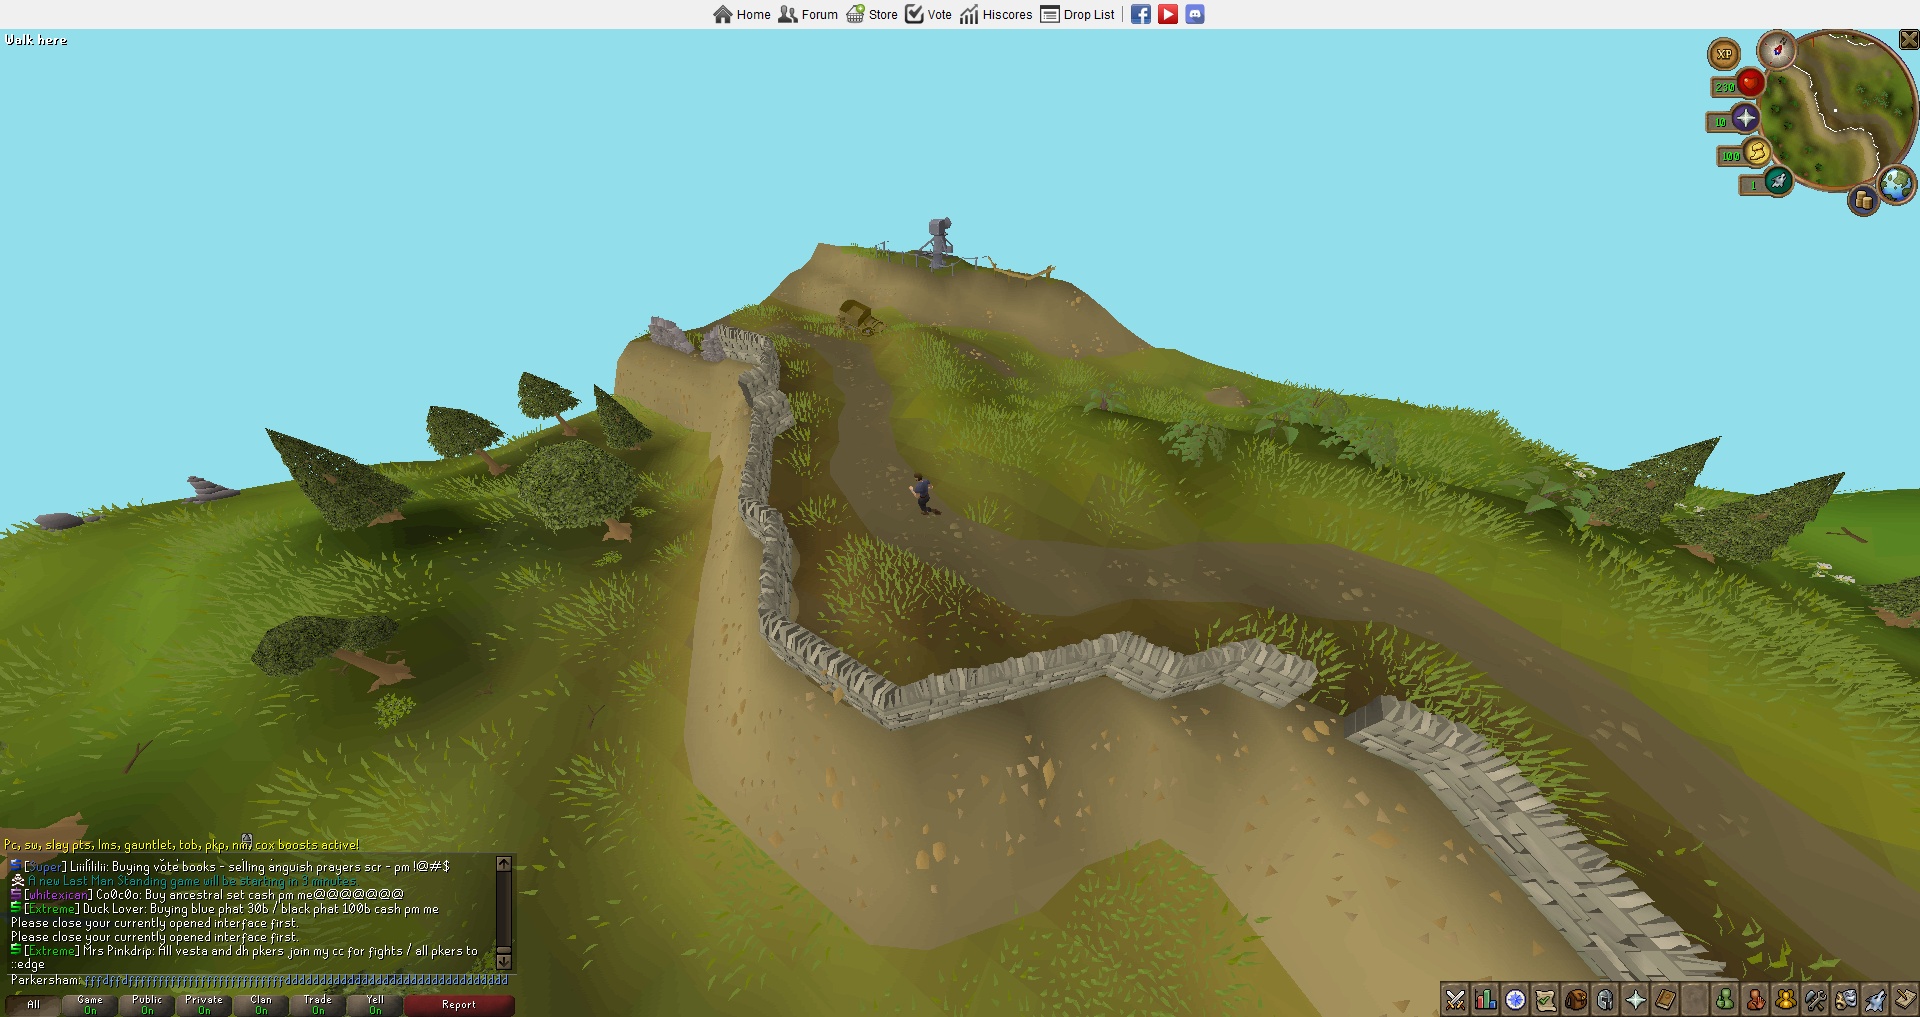 Home Forum Store Vote Hiscores Drop List
Walk here
XP
230
10
100
1
Pc, sw, slay pts, lms, gauntlet, tob, pkp, nm, cox boosts active!
[Super] Liiilililii: Buying vote books - selling anguish prayers scr - pm !@#$
A new Last Man Standing game will be starting in 3 minutes.
[whitexican] Co0c0o: Buy ancestral set cash pm me@@@@@@@
[Extreme] Duck Lover: Buying blue phat 30b / black phat 100b cash pm me
Please close your currently opened interface first.
Please close your currently opened interface first.
[Extreme] Mrs Pinkdrip: All vesta and dh pkers join my cc for fights / all pkers to
::edge
Parkersham:
All Game Public Private Clan Trade Yell Report
On On On On On On